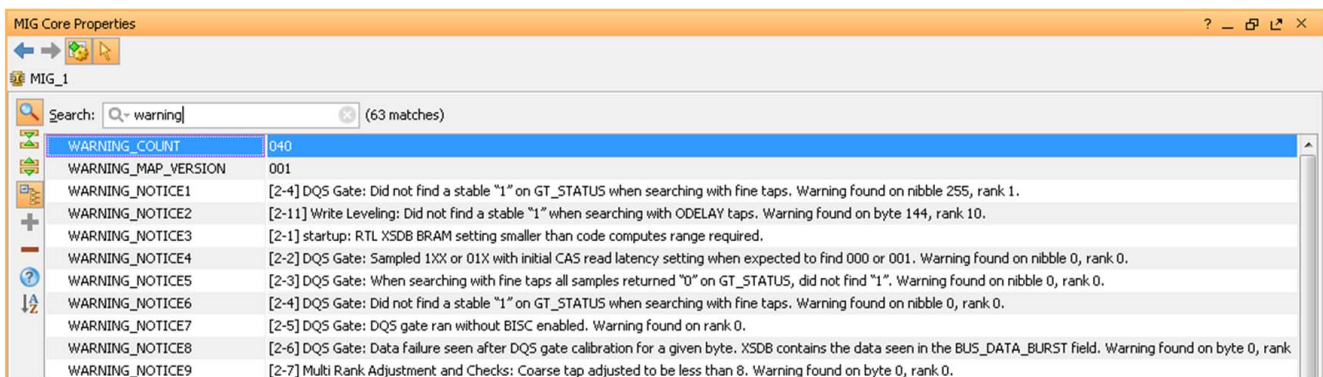 MIG Core Properties
MIG_1
Search: warning (63 matches)
WARNING_COUNT 040
WARNING_MAP_VERSION 001
WARNING_NOTICE1 [2-4] DQS Gate: Did not find a stable "1" on GT_STATUS when searching with fine taps. Warning found on nibble 255, rank 1.
WARNING_NOTICE2 [2-11] Write Leveling: Did not find a stable "1" when searching with ODELAY taps. Warning found on byte 144, rank 10.
WARNING_NOTICE3 [2-1] startup: RTL XSDB BRAM setting smaller than code computes range required.
WARNING_NOTICE4 [2-2] DQS Gate: Sampled 1XX or 01X with initial CAS read latency setting when expected to find 000 or 001. Warning found on nibble 0, rank 0.
WARNING_NOTICE5 [2-3] DQS Gate: When searching with fine taps all samples returned "0" on GT_STATUS, did not find "1". Warning found on nibble 0, rank 0.
WARNING_NOTICE6 [2-4] DQS Gate: Did not find a stable "1" on GT_STATUS when searching with fine taps. Warning found on nibble 0, rank 0.
WARNING_NOTICE7 [2-5] DQS Gate: DQS gate ran without BISC enabled. Warning found on rank 0.
WARNING_NOTICE8 [2-6] DQS Gate: Data failure seen after DQS gate calibration for a given byte. XSDB contains the data seen in the BUS_DATA_BURST field. Warning found on byte 0, rank
WARNING_NOTICE9 [2-7] Multi Rank Adjustment and Checks: Coarse tap adjusted to be less than 8. Warning found on byte 0, rank 0.